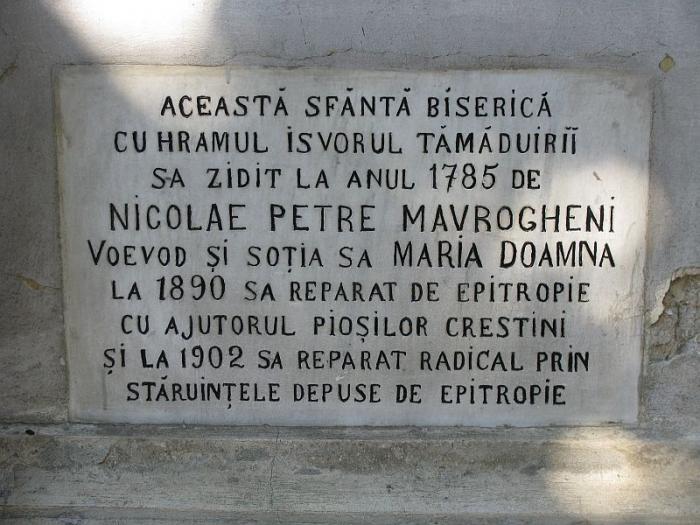 ACEASTĂ SFĂNTĂ BISERICĂ
CU HRAMUL ISVORUL TĂMĂDUIRII
SA ZIDIT LA ANUL 1785 DE
NICOLAE PETRE MAVROGHENI
VOEVOD ȘI SOȚIA SA MARIA DOAMNA
LA 1890 SA REPARAT DE EPITROPIE
CU AJUTORUL PIOȘILOR CRESTINI
ȘI LA 1902 SA REPARAT RADICAL PRIN
STĂRUINȚELE DEPUSE DE EPITROPIE